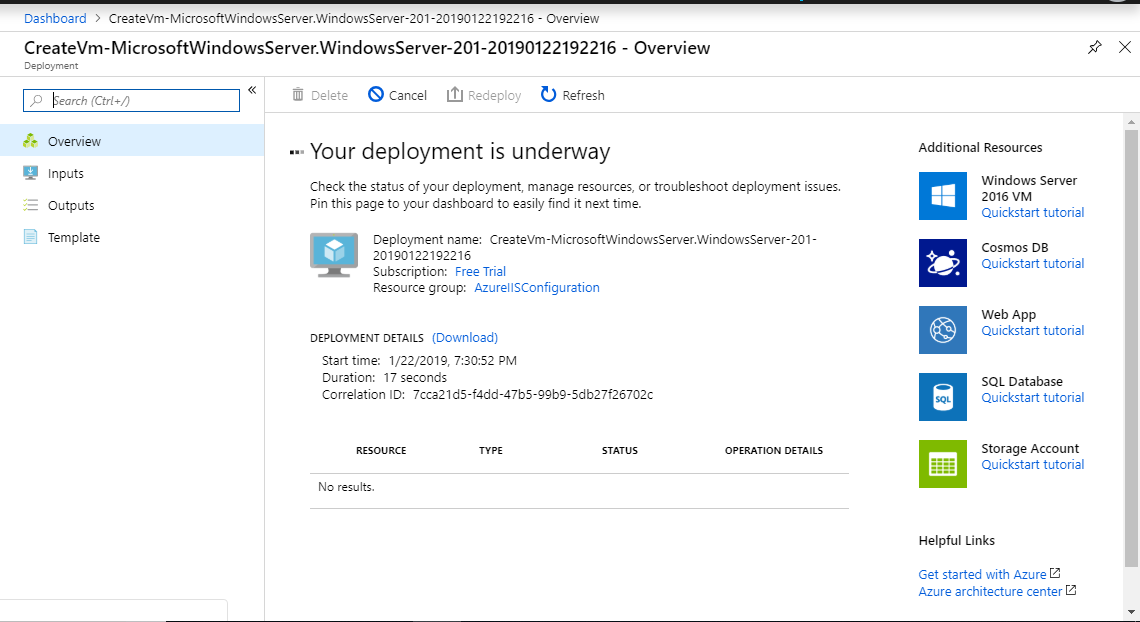 Dashboard > CreateVm-MicrosoftWindowsServer.WindowsServer-201-20190122192216 - Overview
CreateVm-MicrosoftWindowsServer.WindowsServer-201-20190122192216 - Overview
Deployment
Search (Ctrl+/)
Overview
Inputs
Outputs
Template
Delete Cancel Redeploy Refresh
Your deployment is underway
Check the status of your deployment, manage resources, or troubleshoot deployment issues.
Pin this page to your dashboard to easily find it next time.
Deployment name: CreateVm-MicrosoftWindowsServer.WindowsServer-201-
20190122192216
Subscription: Free Trial
Resource group: AzureIISConfiguration
DEPLOYMENT DETAILS (Download)
Start time: 1/22/2019, 7:30:52 PM
Duration: 17 seconds
Correlation ID: 7cca21d5-f4dd-47b5-99b9-5db27f26702c
RESOURCE TYPE STATUS OPERATION DETAILS
No results.
Additional Resources
Windows Server
2016 VM
Quickstart tutorial
Cosmos DB
Quickstart tutorial
Web App
Quickstart tutorial
SQL
SQL Database
Quickstart tutorial
Storage Account
Quickstart tutorial
Helpful Links
Get started with Azure
Azure architecture center